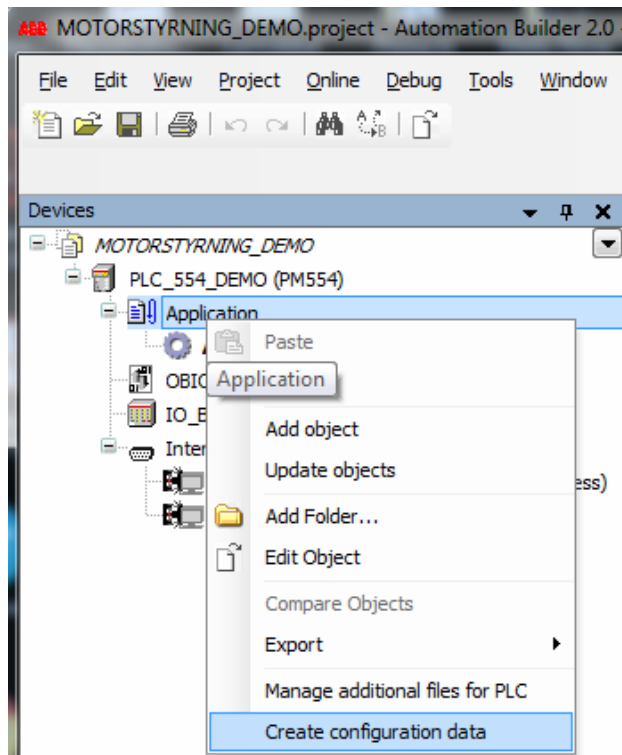 ABB MOTORSTYRNING_DEMO.project - Automation Builder 2.0
File Edit View Project Online Debug Tools Window
Devices
MOTORSTYRNING_DEMO
PLC_554_DEMO (PM554)
Application
Paste
Application
Add object
Update objects
Add Folder...
Edit Object
Compare Objects
Export
Manage additional files for PLC
Create configuration data